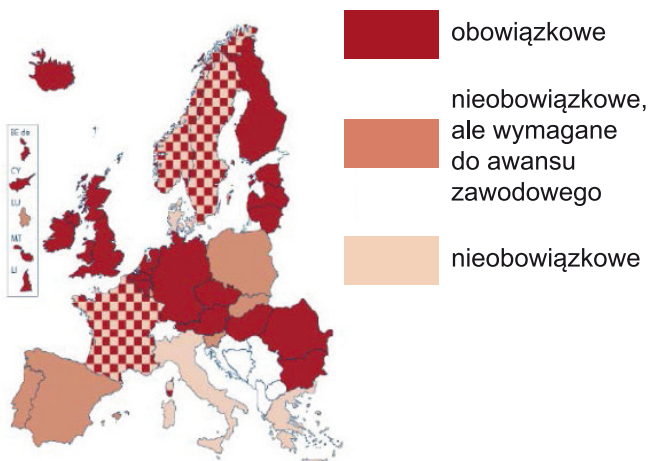 obowiązkowe
nieobowiązkowe,
ale wymagane
do awansu
zawodowego
nieobowiązkowe
BE de
CY
LU
MT
LI